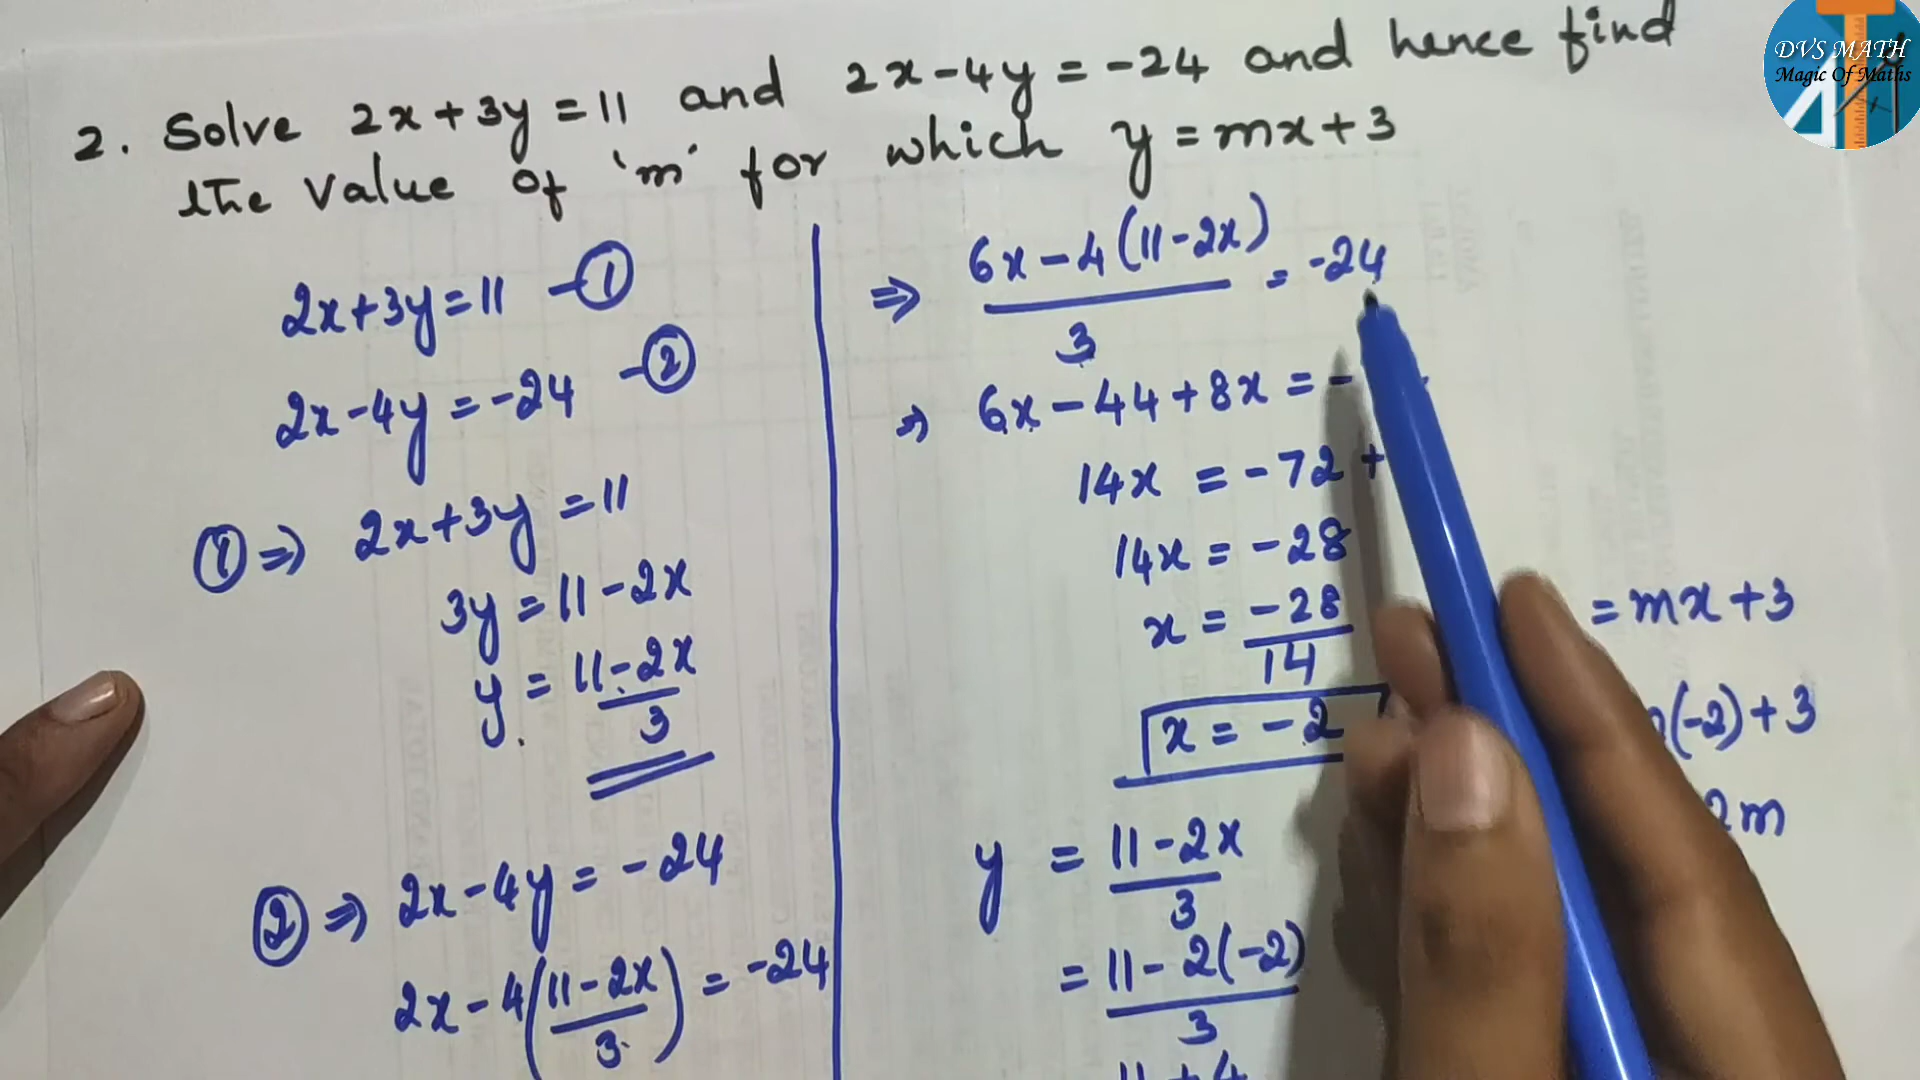 2. Solve 2x+3y=11 and 2x-4y=-24 and hence find
the value of 'm' for which y=mx+3
2x+3y=11 -①
2x-4y=-24 -②
①⇒ 2x+3y=11
3y=11-2x
y=11-2x
3
②⇒ 2x-4y=-24
2x-4(11-2x)=-24
3
⇒ 6x-4(11-2x)=-24
3
⇒ 6x-44+8x=-
14x=-72+
14x=-28
x=-28
14
x=-2
y=11-2x
3
=11-2(-2)
3
11+4
=mx+3
(-2)+3
2m
DVS MATH
Magic Of Maths